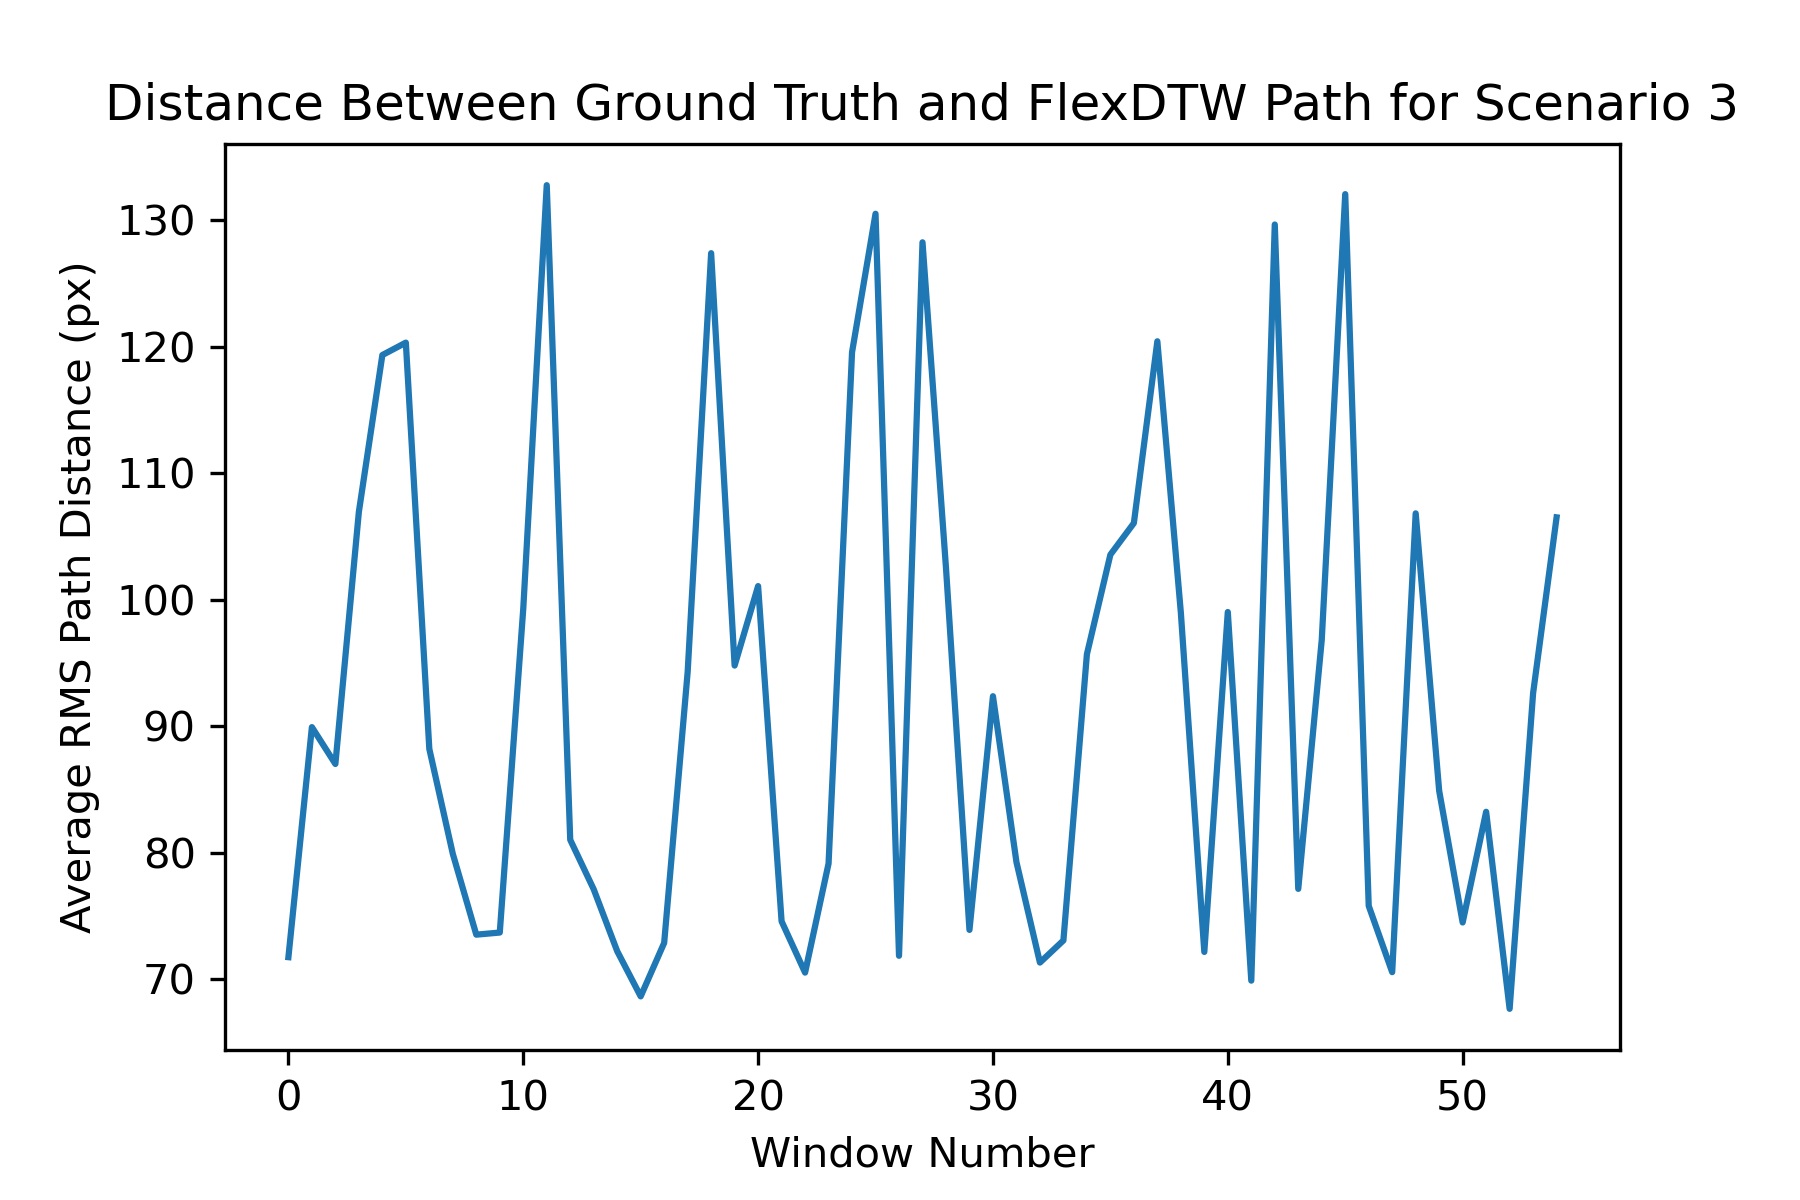 Distance Between Ground Truth and FlexDTW Path for Scenario 3
Average RMS Path Distance (px)
130
120
110
100
90
80
70
0 10 20 30 40 50
Window Number